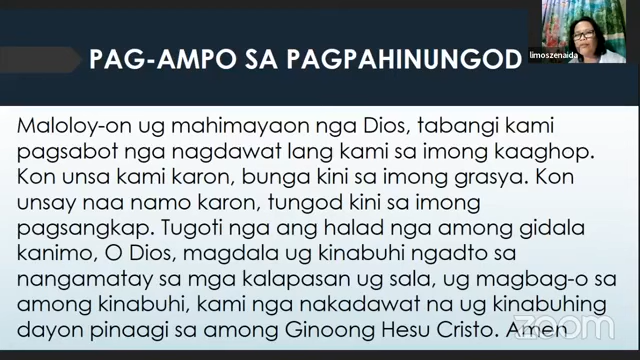 PAG-AMPO SA PAGPAHINUNGOD
limoszenaida
Maloloy-on ug mahimayaon nga Dios, tabangi kami
pagsabot nga nagdawat lang kami sa imong kaaghop.
Kon unsa kami karon, bunga kini sa imong grasya. Kon
unsay naa namo karon, tungod kini sa imong
pagsangkap. Tugoti nga ang halad nga among gidala
kanimo, O Dios, magdala ug kinabuhi ngadto sa
nangamatay sa mga kalapasan ug sala, ug magbag-o sa
among kinabuhi, kami nga nakadawat na ug kinabuhing
dayon pinaagi sa among Ginoong Hesu Cristo. Amen
zoom